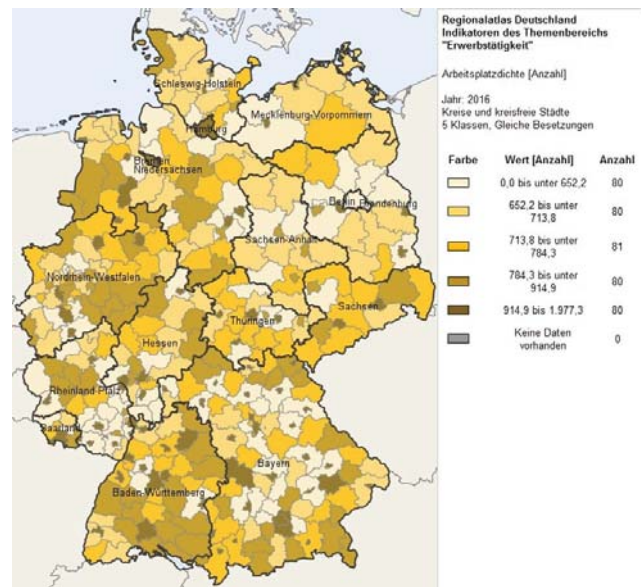 Regionalatlas Deutschland
Indikatoren des Themenbereichs
"Erwerbstätigkeit"
Arbeitsplatzdichte [Anzahl]
Jahr: 2016
Kreise und kreisfreie Städte
5 Klassen, Gleiche Besetzungen
Farbe Wert [Anzahl] Anzahl
0,0 bis unter 652,2 80
652,2 bis unter 713,8 80
713,8 bis unter 784,3 81
784,3 bis unter 914,9 80
914,9 bis 1.977,3 80
Keine Daten vorhanden 0
Schleswig-Holstein
Mecklenburg-Vorpommern
Hamburg
Bremen
Niedersachsen
Berlin
Brandenburg
Sachsen-Anhalt
Nordrhein-Westfalen
Sachsen
Thüringen
Hessen
Rheinland-Pfalz
Saarland
Bayern
Baden-Württemberg